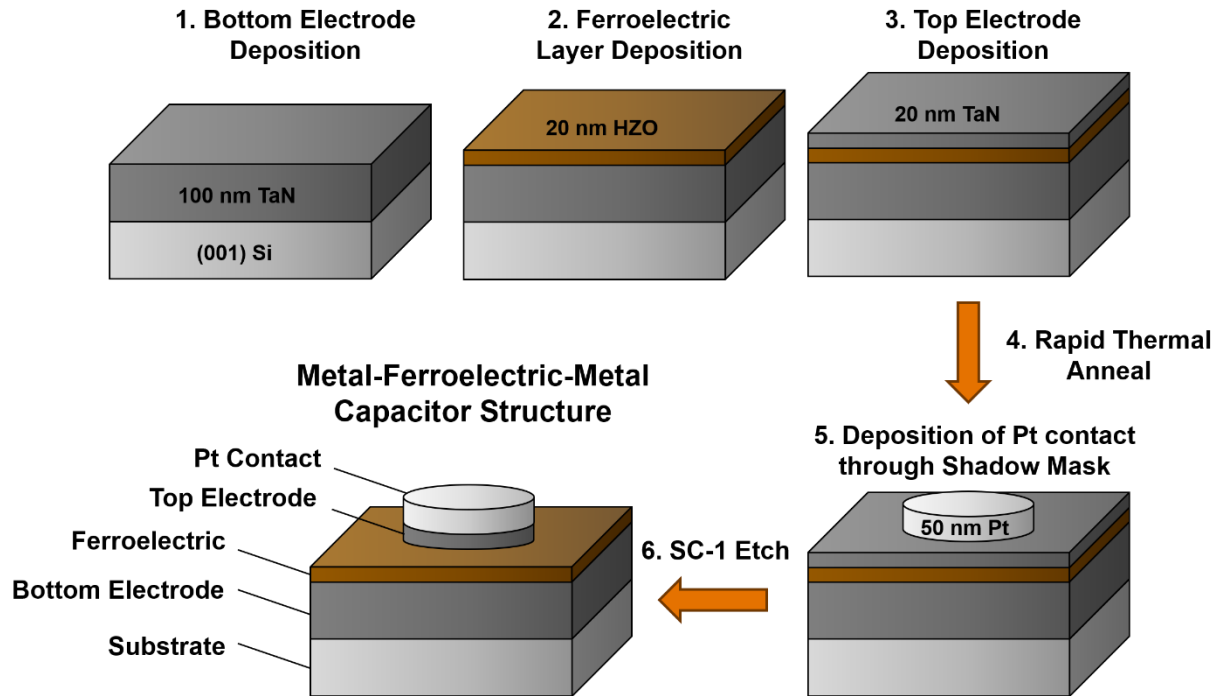 1. Bottom Electrode
Deposition
100 nm TaN
(001) Si
2. Ferroelectric
Layer Deposition
20 nm HZO
3. Top Electrode
Deposition
20 nm TaN
4. Rapid Thermal
Anneal
5. Deposition of Pt contact
through Shadow Mask
50 nm Pt
6. SC-1 Etch
Metal-Ferroelectric-Metal
Capacitor Structure
Pt Contact
Top Electrode
Ferroelectric
Bottom Electrode
Substrate